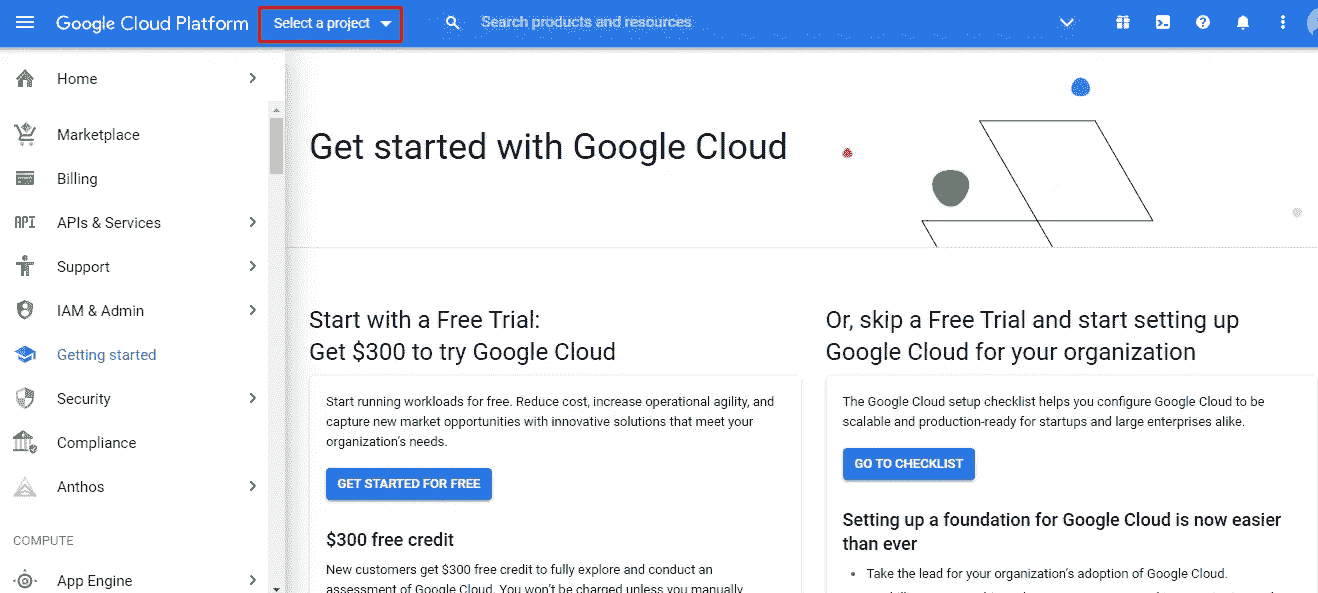 Google Cloud Platform
Select a project
Search products and resources
Home
Marketplace
Billing
API
APIs & Services
Support
IAM & Admin
Getting started
Security
Compliance
Anthos
COMPUTE
App Engine
Get started with Google Cloud
Start with a Free Trial:
Get $300 to try Google Cloud
Start running workloads for free. Reduce cost, increase operational agility, and
capture new market opportunities with innovative solutions that meet your
organization's needs.
GET STARTED FOR FREE
$300 free credit
New customers get $300 free credit to fully explore and conduct an
assessment of Google Cloud. You won't be charged unless you manually
Or, skip a Free Trial and start setting up
Google Cloud for your organization
The Google Cloud setup checklist helps you configure Google Cloud to be
scalable and production-ready for startups and large enterprises alike.
GO TO CHECKLIST
Setting up a foundation for Google Cloud is now easier
than ever
Take the lead for your organization's adoption of Google Cloud.